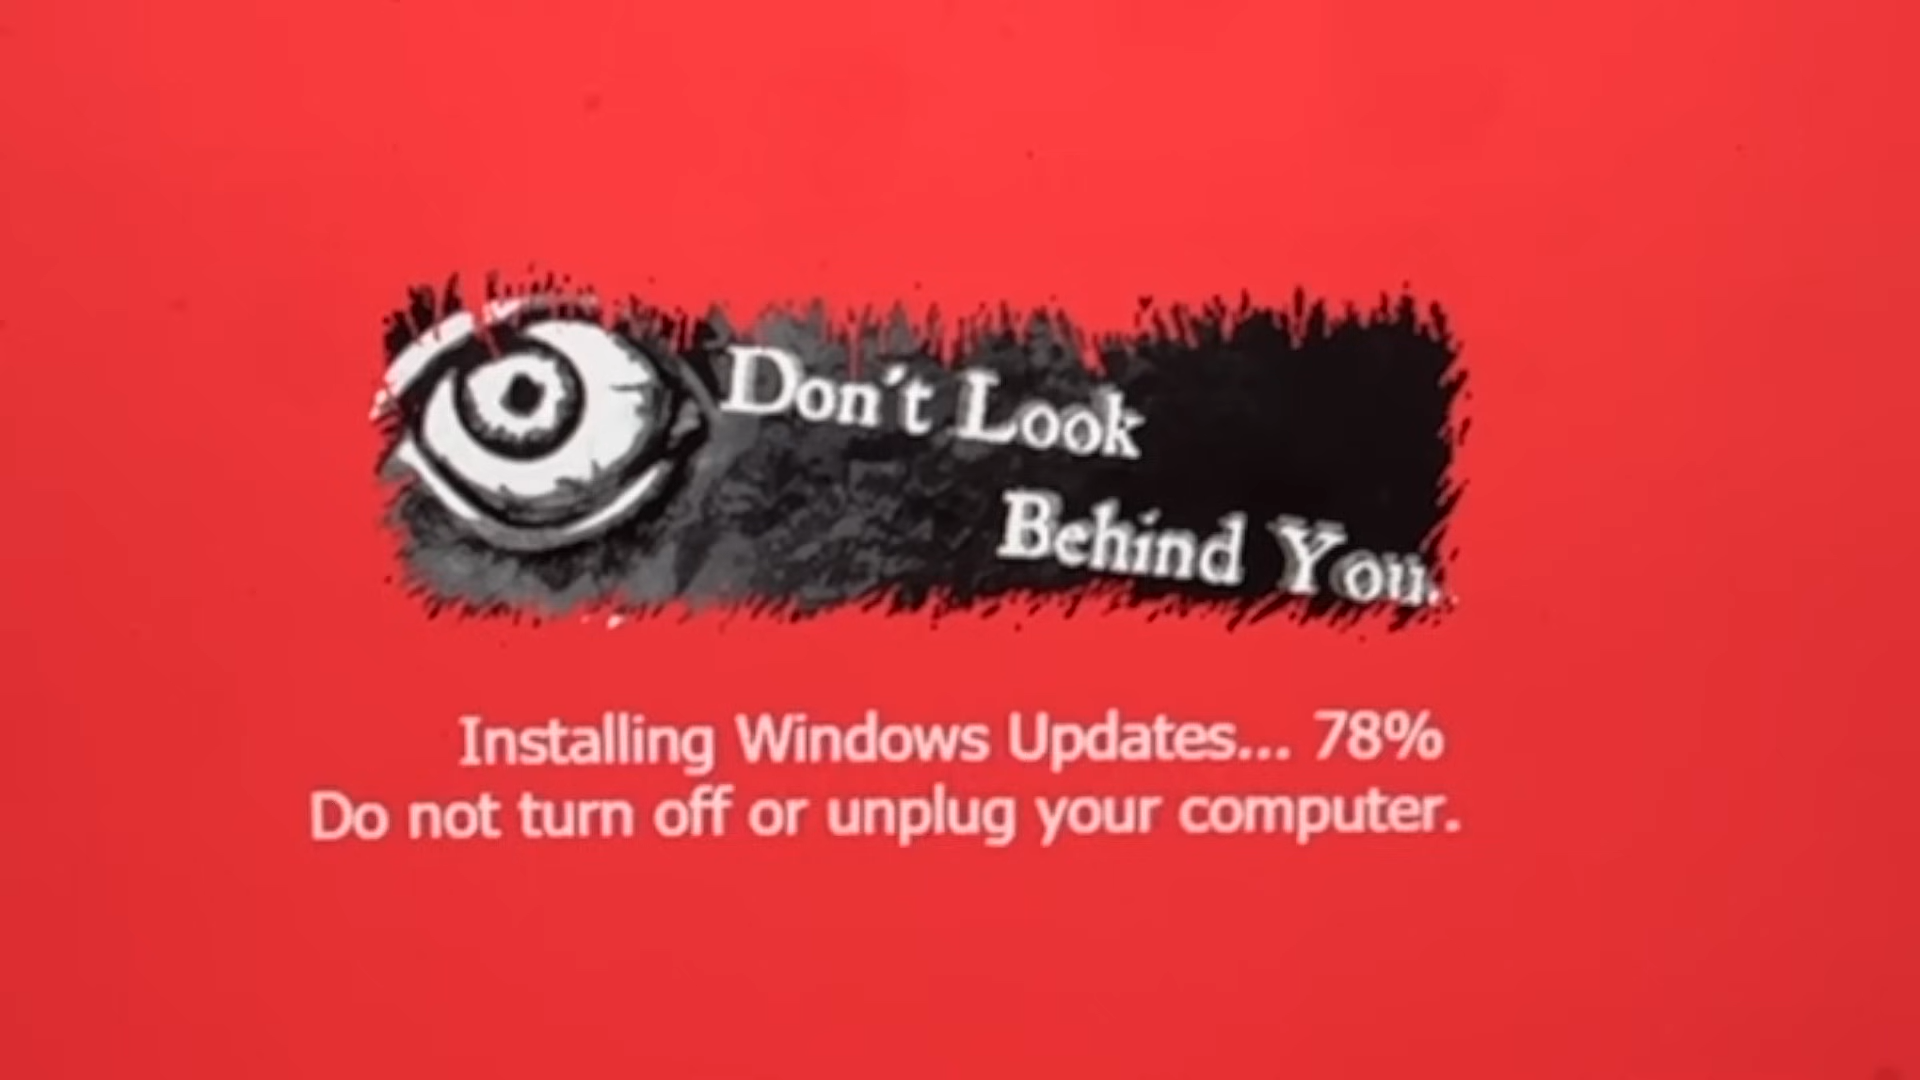 Don't Look
Behind You.
Installing Windows Updates... 78%
Do not turn off or unplug your computer.